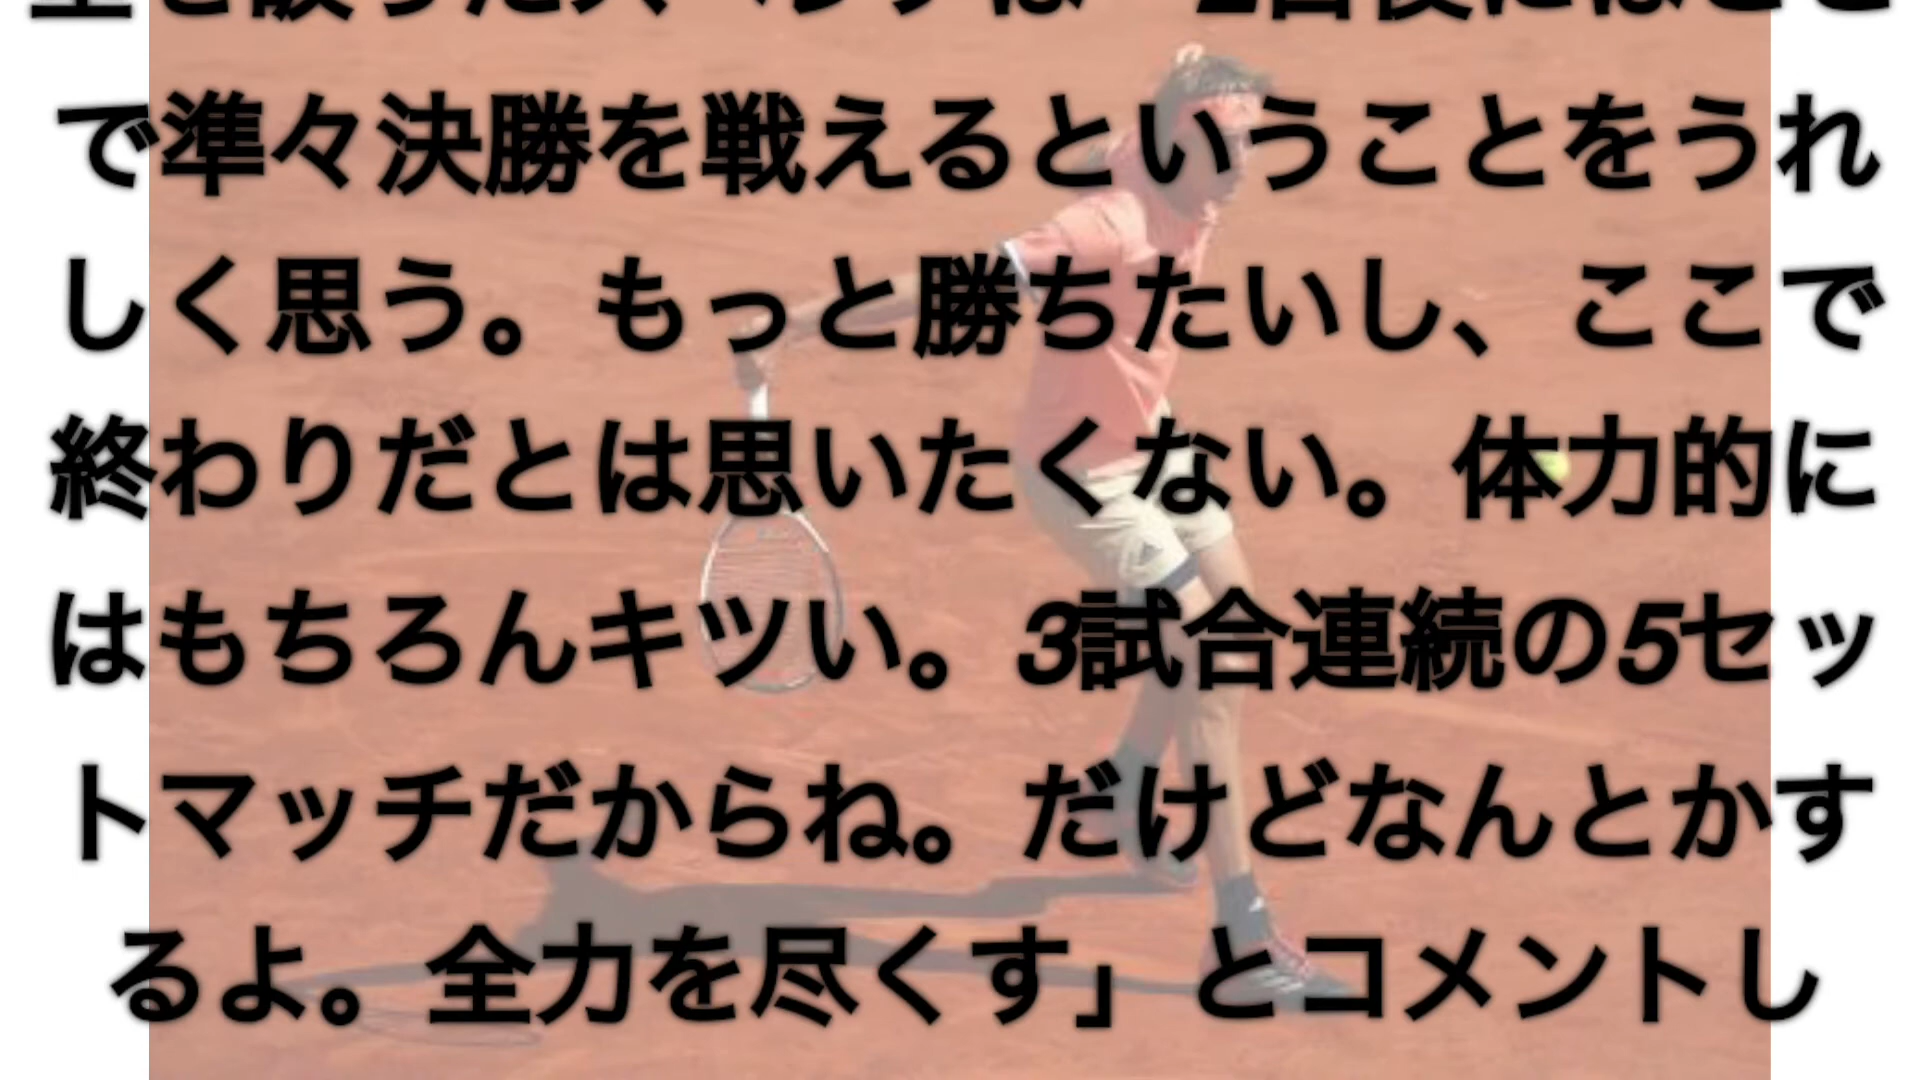 で準々決勝を戦えるということをうれ
しく思う。もっと勝ちたいし、ここで
終わりだとは思いたくない。体力的に
はもちろんキツい。3試合連続の5セッ
トマッチだからね。だけどなんとかす
るよ。全力を尽くす」とコメントし